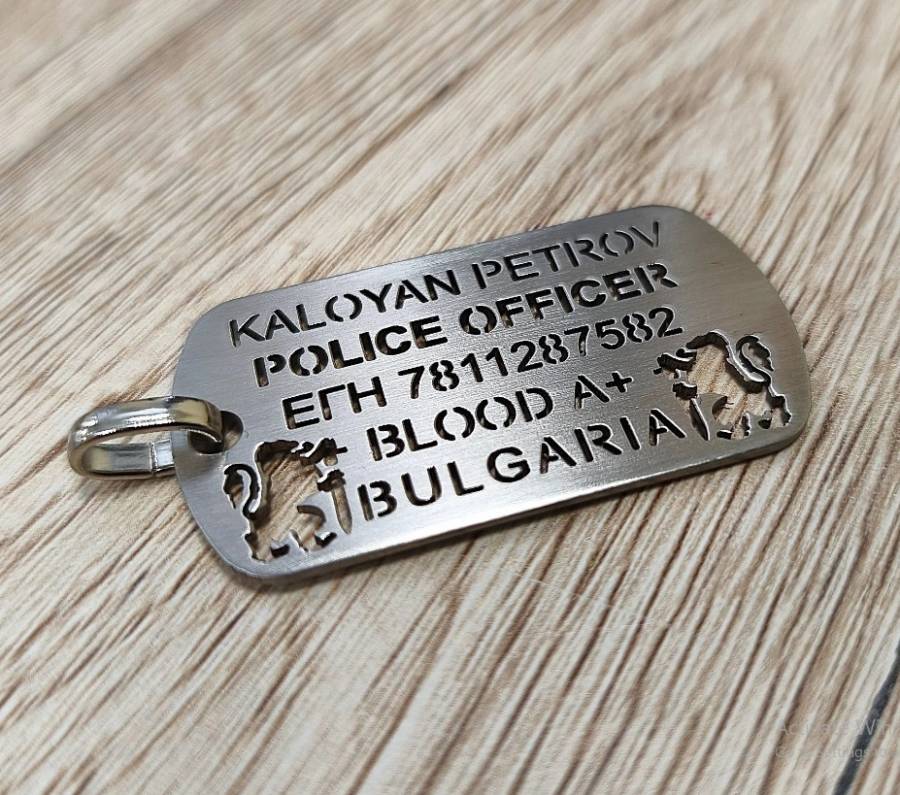 KALOYAN PETROV
POLICE OFFICER
ЕГН 7811287582
BLOOD A+
BULGARIA